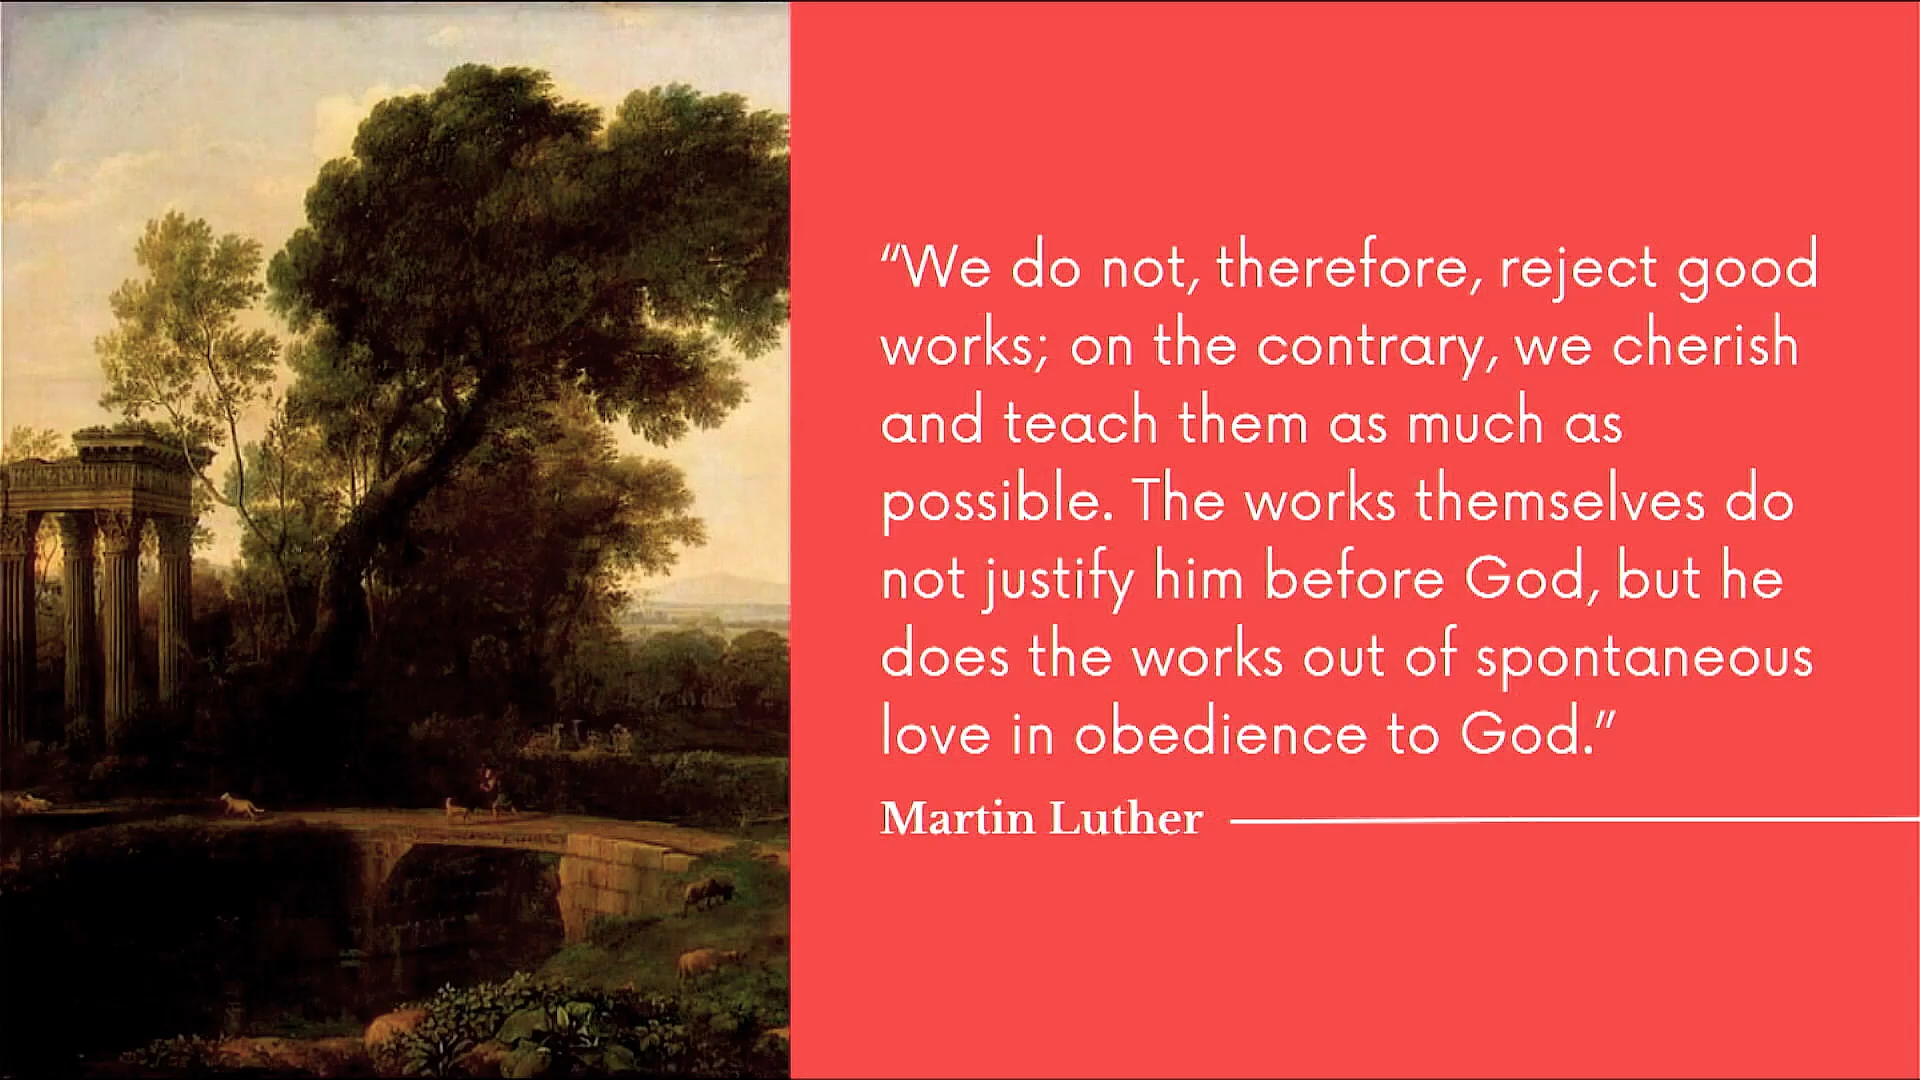 “We do not, therefore, reject good
works; on the contrary, we cherish
and teach them as much as
possible. The works themselves do
not justify him before God, but he
does the works out of spontaneous
love in obedience to God.”
Martin Luther